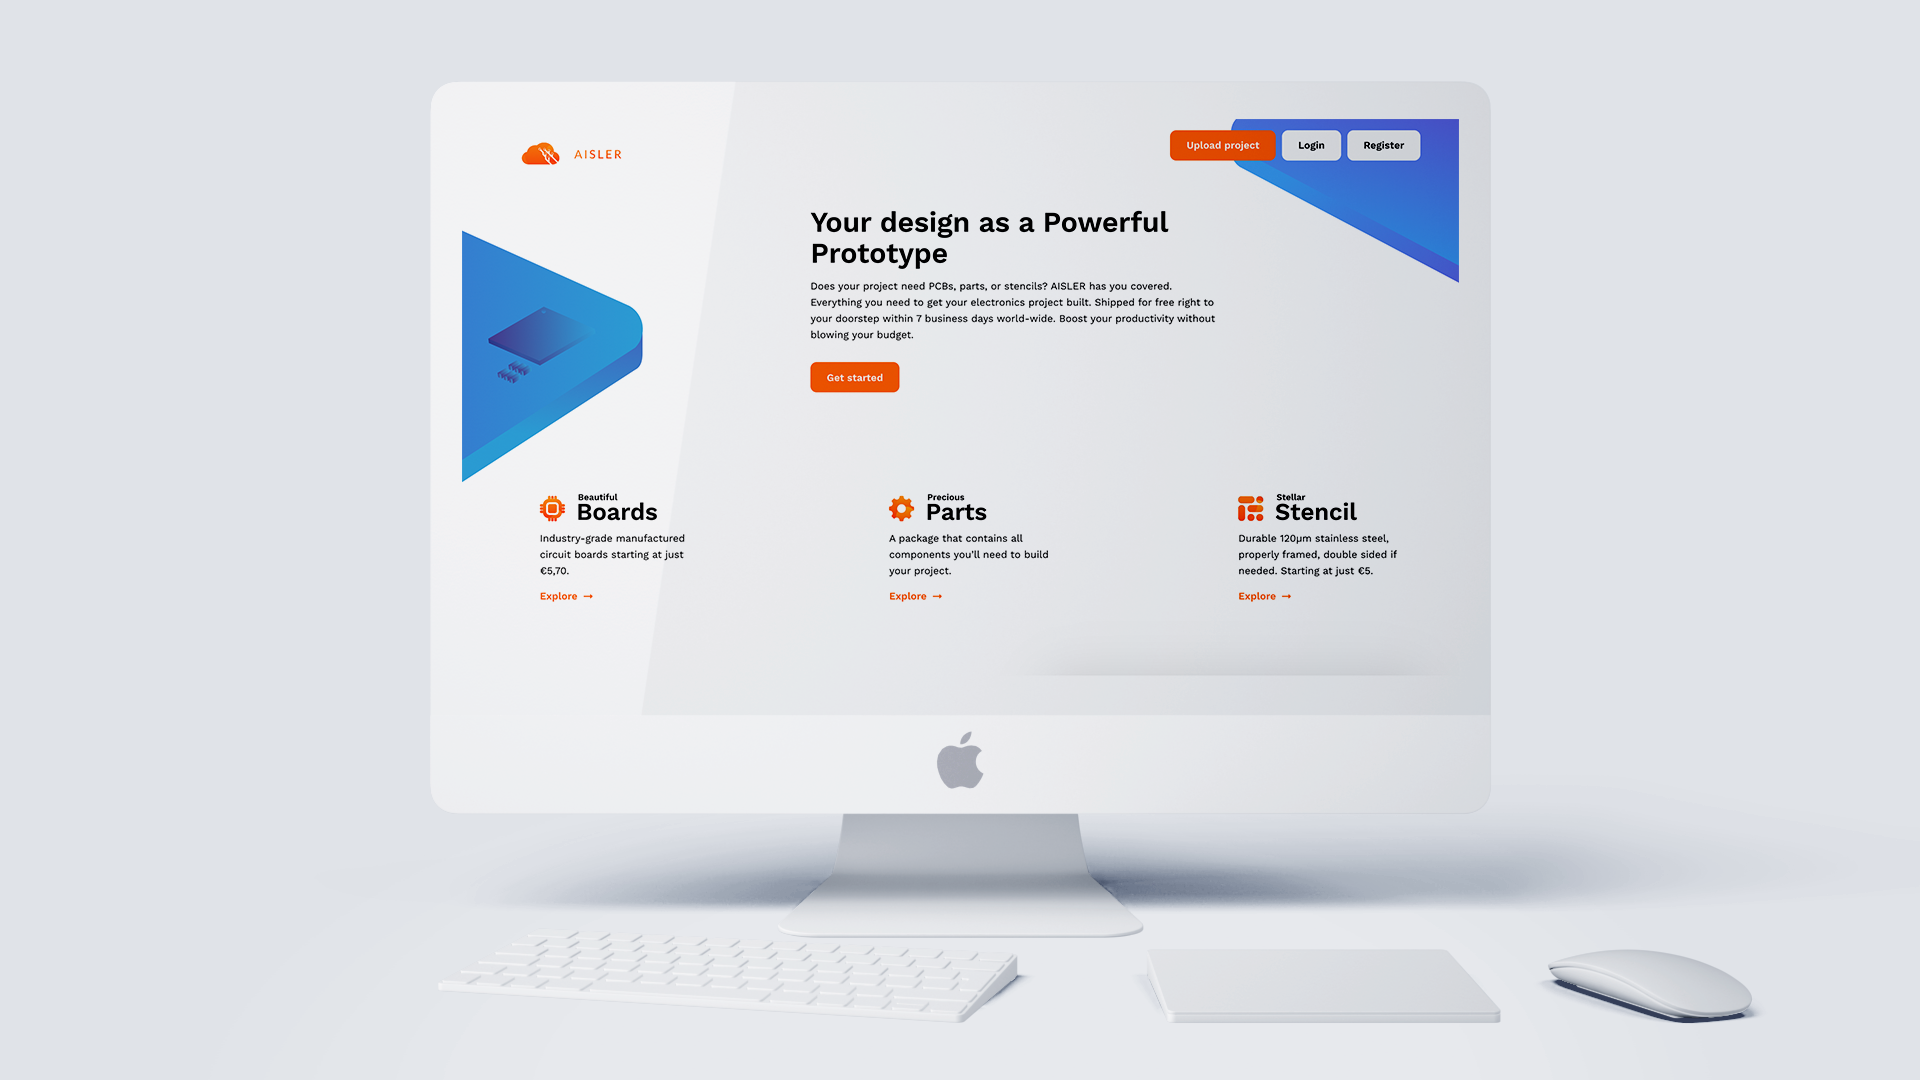 AISLER
Upload project
Login
Register
Your design as a Powerful
Prototype
Does your project need PCBs, parts, or stencils? AISLER has you covered.
Everything you need to get your electronics project built. Shipped for free right to
your doorstep within 7 business days world-wide. Boost your productivity without
blowing your budget.
Get started
Beautiful
Boards
Industry-grade manufactured
circuit boards starting at just
€5,70.
Explore →
Precious
Parts
A package that contains all
components you'll need to build
your project.
Explore →
Stellar
Stencil
Durable 120µm stainless steel,
properly framed, double sided if
needed. Starting at just €5.
Explore →